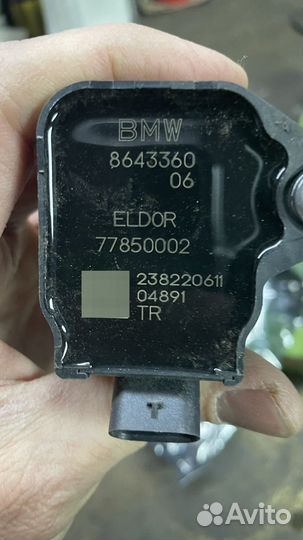 BMW
8643360
06
ELDOR
77850002
238220611
04891
TR
T
Avito